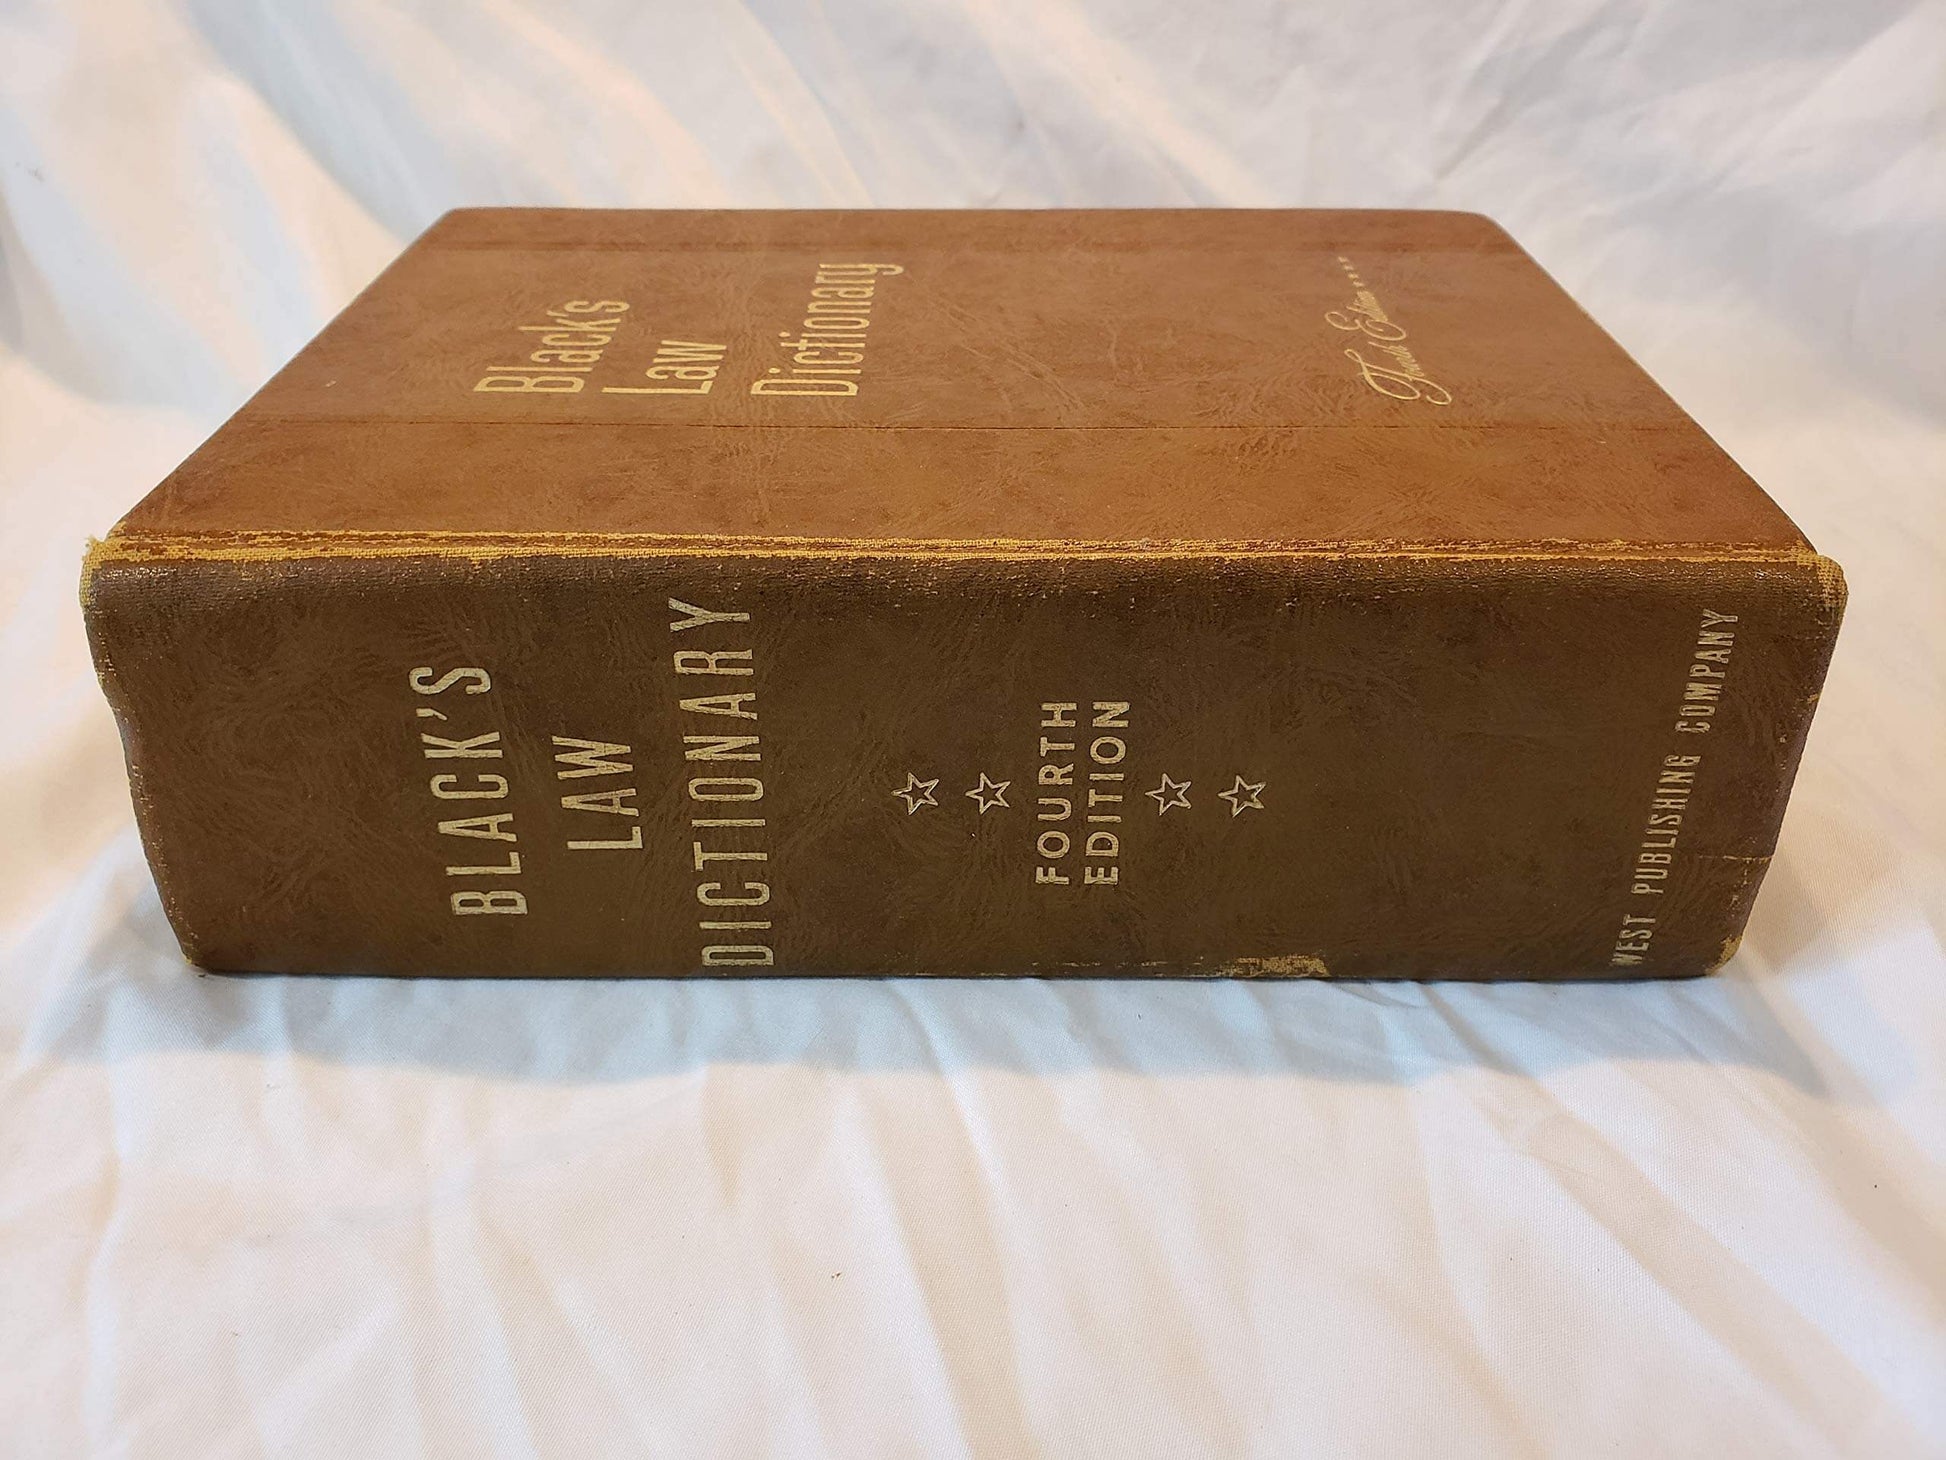 Black's
Law
Dictionary
Fourth Edition
BLACK'S
LAW
DICTIONARY
FOURTH
EDITION
WEST PUBLISHING COMPANY